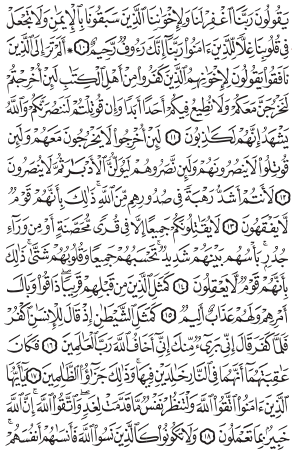 يَقُولُونَ رَبَّنَا ٱغْفِرْ لَنَا وَلِإِخْوَٰنِنَا ٱلَّذِينَ سَبَقُونَا بِٱلْإِيمَٰنِ وَلَا تَجْعَلْ
فِى قُلُوبِنَا غِلًّا لِّلَّذِينَ ءَامَنُوا۟ رَبَّنَآ إِنَّكَ رَءُوفٌ رَّحِيمٌ ۝١٠ أَلَمْ تَرَ إِلَى ٱلَّذِينَ
نَافَقُوا۟ يَقُولُونَ لِإِخْوَٰنِهِمُ ٱلَّذِينَ كَفَرُوا۟ مِنْ أَهْلِ ٱلْكِتَٰبِ لَئِنْ أُخْرِجْتُمْ
لَنَخْرُجَنَّ مَعَكُمْ وَلَا نُطِيعُ فِيكُمْ أَحَدًا أَبَدًا وَإِن قُوتِلْتُمْ لَنَنصُرَنَّكُمْ وَٱللَّهُ
يَشْهَدُ إِنَّهُمْ لَكَٰذِبُونَ ۝١١ لَئِنْ أُخْرِجُوا۟ لَا يَخْرُجُونَ مَعَهُمْ وَلَئِن
قُوتِلُوا۟ لَا يَنصُرُونَهُمْ وَلَئِن نَّصَرُوهُمْ لَيُوَلُّنَّ ٱلْأَدْبَٰرَ ثُمَّ لَا يُنصَرُونَ
۝١٢ لَأَنتُمْ أَشَدُّ رَهْبَةً فِى صُدُورِهِم مِّنَ ٱللَّهِ ۚ ذَٰلِكَ بِأَنَّهُمْ قَوْمٌ
لَّا يَفْقَهُونَ ۝١٣ لَا يُقَٰتِلُونَكُمْ جَمِيعًا إِلَّا فِى قُرًى مُّحَصَّنَةٍ أَوْ مِن وَرَآءِ
جُدُرٍۭ ۚ بَأْسُهُم بَيْنَهُمْ شَدِيدٌ ۚ تَحْسَبُهُمْ جَمِيعًا وَقُلُوبُهُمْ شَتَّىٰ ۚ ذَٰلِكَ
بِأَنَّهُمْ قَوْمٌ لَّا يَعْقِلُونَ ۝١٤ كَمَثَلِ ٱلَّذِينَ مِن قَبْلِهِمْ قَرِيبًا ۖ ذَاقُوا۟ وَبَالَ
أَمْرِهِمْ وَلَهُمْ عَذَابٌ أَلِيمٌ ۝١٥ كَمَثَلِ ٱلشَّيْطَٰنِ إِذْ قَالَ لِلْإِنسَٰنِ ٱكْفُرْ
فَلَمَّا كَفَرَ قَالَ إِنِّى بَرِىٓءٌ مِّنكَ إِنِّىٓ أَخَافُ ٱللَّهَ رَبَّ ٱلْعَٰلَمِينَ ۝١٦ فَكَانَ
عَٰقِبَتَهُمَآ أَنَّهُمَا فِى ٱلنَّارِ خَٰلِدَيْنِ فِيهَا ۚ وَذَٰلِكَ جَزَٰٓؤُا۟ ٱلظَّٰلِمِينَ ۝١٧ يَٰٓأَيُّهَا
ٱلَّذِينَ ءَامَنُوا۟ ٱتَّقُوا۟ ٱللَّهَ وَلْتَنظُرْ نَفْسٌ مَّا قَدَّمَتْ لِغَدٍ ۖ وَٱتَّقُوا۟ ٱللَّهَ ۚ إِنَّ ٱللَّهَ
خَبِيرٌۢ بِمَا تَعْمَلُونَ ۝١٨ وَلَا تَكُونُوا۟ كَٱلَّذِينَ نَسُوا۟ ٱللَّهَ فَأَنسَىٰهُمْ أَنفُسَهُمْ ۚ